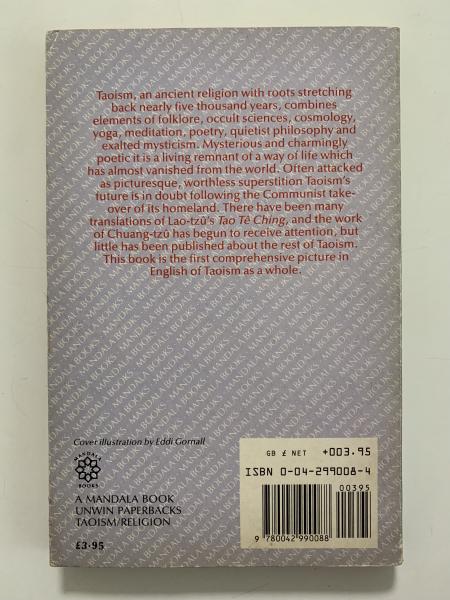 Taoism, an ancient religion with roots stretching
back nearly five thousand years, combines
elements of folklore, occult sciences, cosmology,
yoga, meditation, poetry, quietist philosophy and
exalted mysticism. Mysterious and charmingly
poetic it is a living remnant of a way of life which
has almost vanished from the world. Often attacked
as picturesque, worthless superstition Taoism's
future is in doubt following the Communist take-
over of its homeland. There have been many
translations of Lao-tzŭ's Tao Tê Ching, and the work
of Chuang-tzŭ has begun to receive attention, but
little has been published about the rest of Taoism.
This book is the first comprehensive picture in
English of Taoism as a whole.
Cover illustration by Eddi Gornall
MANDALA
BOOKS
A MANDALA BOOK
UNWIN PAPERBACKS
TAOISM/RELIGION
£3·95
GB £ NET +003.95
ISBN 0-04-299008-4
00395
9 780042 990088
MANDALA BOOKS